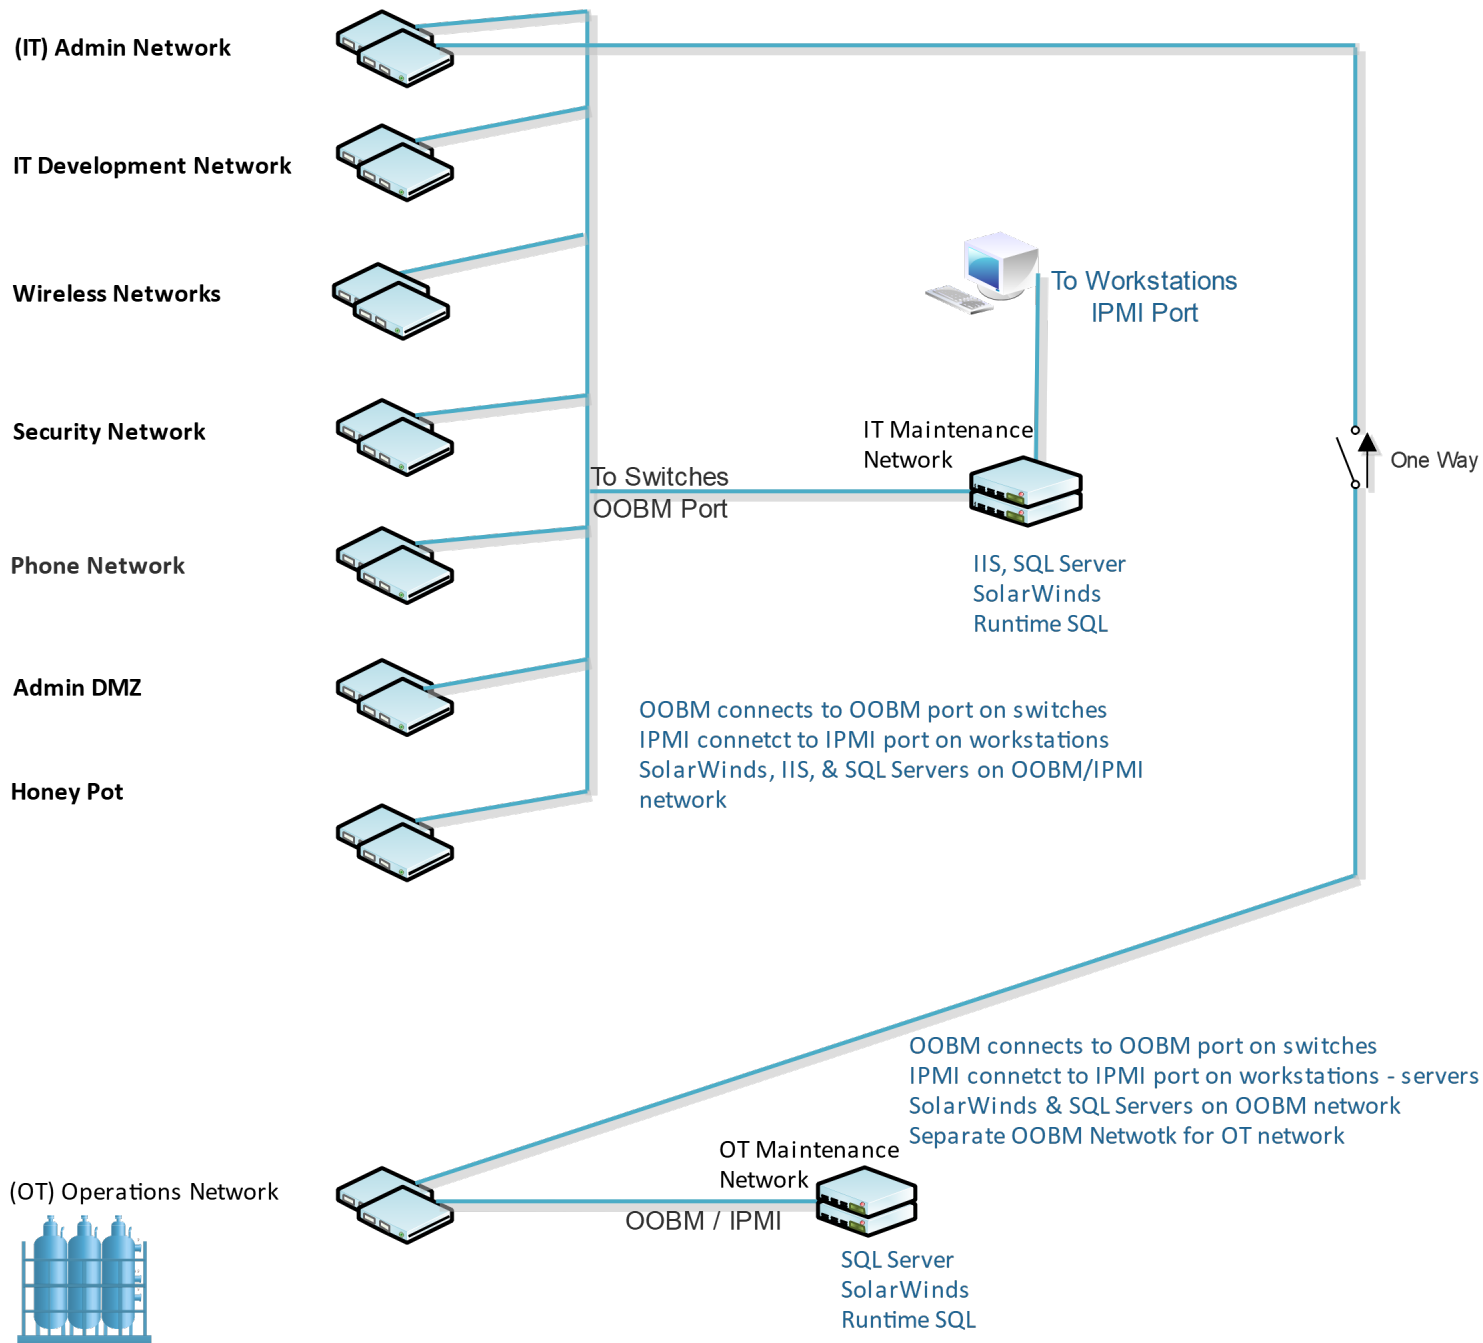 (IT) Admin Network
IT Development Network
Wireless Networks
To Workstations
IPMI Port
Security Network
IT Maintenance
Network
One Way
To Switches
OOBM Port
Phone Network
IIS, SQL Server
SolarWinds
Runtime SQL
Admin DMZ
OOBM connects to OOBM port on switches
IPMI connetct to IPMI port on workstations
SolarWinds, IIS, & SQL Servers on OOBM/IPMI
network
Honey Pot
OOBM connects to OOBM port on switches
IPMI connetct to IPMI port on workstations - servers
SolarWinds & SQL Servers on OOBM network
Separate OOBM Netwotk for OT network
OT Maintenance
Network
(OT) Operations Network
OOBM / IPMI
SQL Server
SolarWinds
Runtime SQL